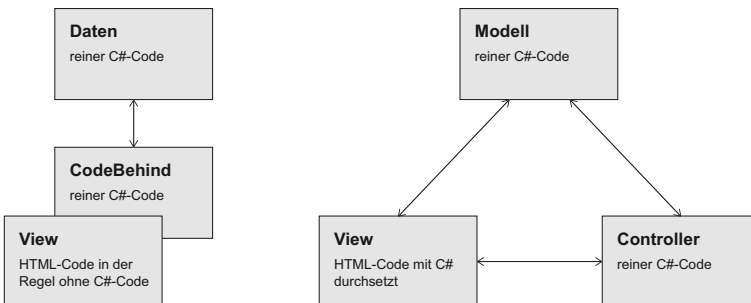 Daten
reiner C#-Code
CodeBehind
reiner C#-Code
View
HTML-Code in der
Regel ohne C#-Code
Modell
reiner C#-Code
View
HTML-Code mit C#
durchsetzt
Controller
reiner C#-Code